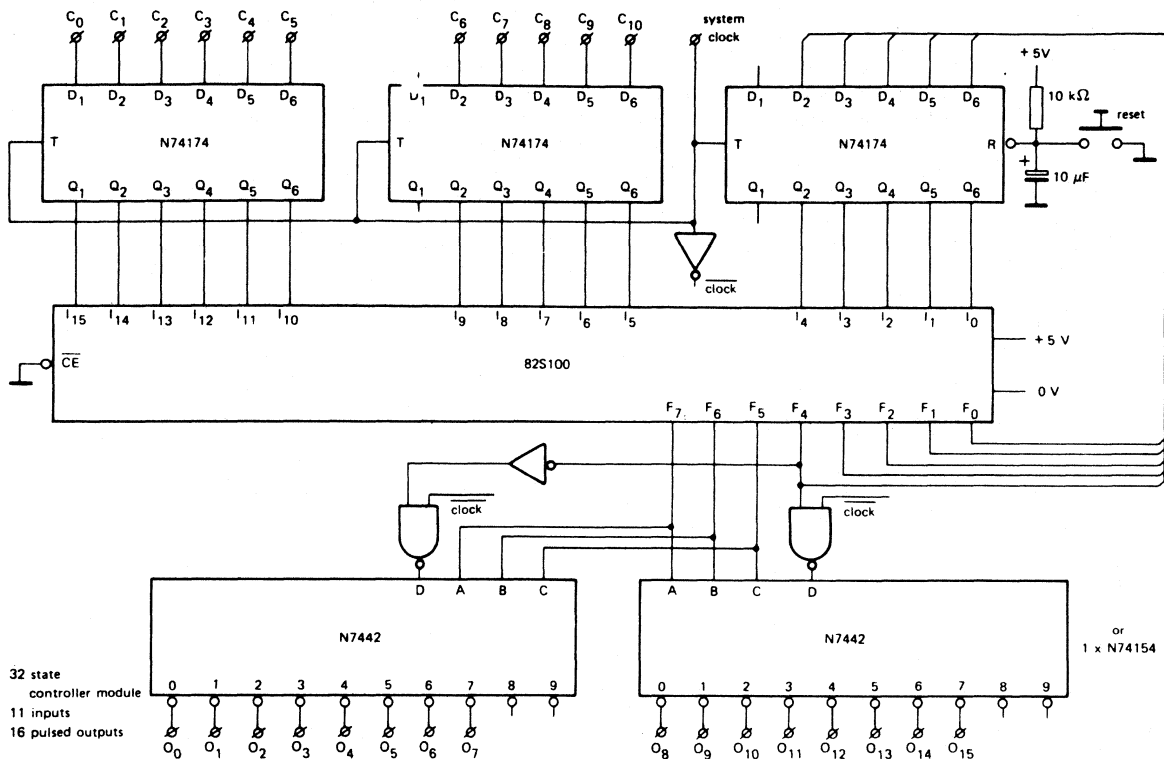 C0 C1 C2 C3 C4 C5 C6 C7 C8 C9 C10 system
clock
+ 5V
10 kΩ
reset
D1 D2 D3 D4 D5 D6 D1 D2 D3 D4 D5 D6 D1 D2 D3 D4 D5 D6
T N74174 T N74174 T N74174 R
+
10 μF
Q1 Q2 Q3 Q4 Q5 Q6 Q1 Q2 Q3 Q4 Q5 Q6 Q1 Q2 Q3 Q4 Q5 Q6
clock
I15 I14 I13 I12 I11 I10 I9 I8 I7 I6 I5 I4 I3 I2 I1 I0
+ 5 V
CE 82S100
0 V
F7 F6 F5 F4 F3 F2 F1 F0
clock clock
D A B C A B C D
N7442 N7442
or
1 x N74154
32 state
controller module
11 inputs
16 pulsed outputs
0 1 2 3 4 5 6 7 8 9 0 1 2 3 4 5 6 7 8 9
O0 O1 O2 O3 O4 O5 O6 O7 O8 O9 O10 O11 O12 O13 O14 O15